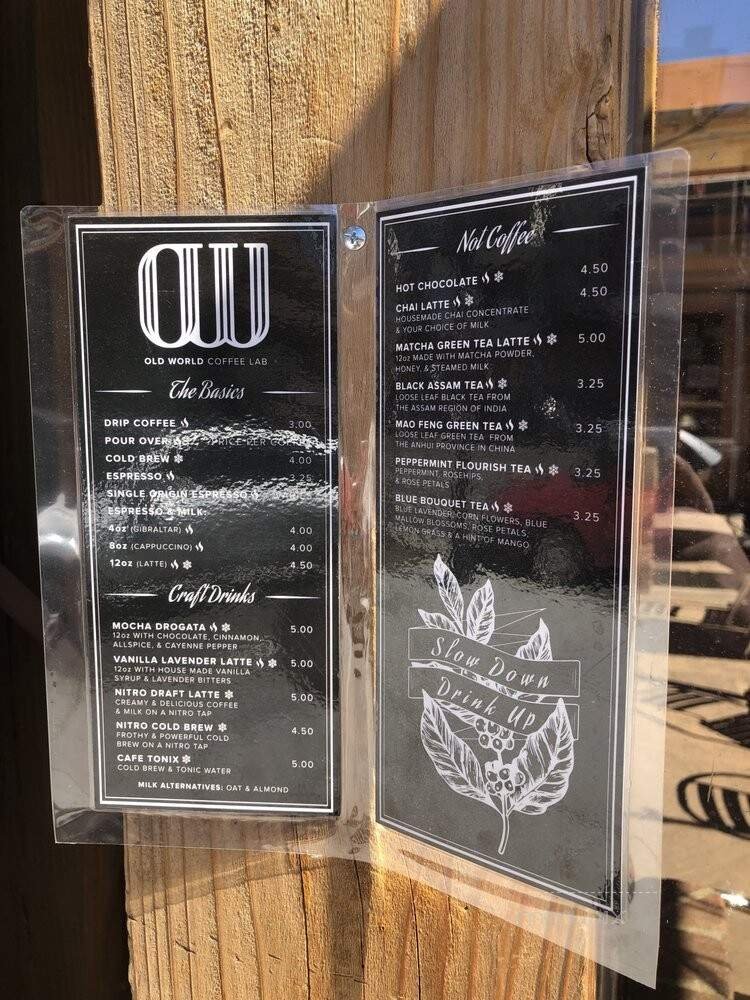 OW
OLD WORLD COFFEE LAB
The Basics
DRIP COFFEE 3.00
POUR OVER
COLD BREW 4.00
ESPRESSO 3.25
SINGLE ORIGIN ESPRESSO
ESPRESSO & MILK:
4oz (GIBRALTAR) 4.00
8oz (CAPPUCCINO) 4.00
12oz (LATTE) 4.50
Craft Drinks
MOCHA DROGATA 5.00
12oz WITH CHOCOLATE, CINNAMON,
ALLSPICE, & CAYENNE PEPPER
VANILLA LAVENDER LATTE 5.00
12oz WITH HOUSE MADE VANILLA
SYRUP & LAVENDER BITTERS
NITRO DRAFT LATTE 5.00
CREAMY & DELICIOUS COFFEE
& MILK ON A NITRO TAP
NITRO COLD BREW 4.50
FROTHY & POWERFUL COLD
BREW ON A NITRO TAP
CAFE TONIX 5.00
COLD BREW & TONIC WATER
MILK ALTERNATIVES: OAT & ALMOND
Not Coffee
HOT CHOCOLATE 4.50
CHAI LATTE 4.50
HOUSEMADE CHAI CONCENTRATE
& YOUR CHOICE OF MILK
MATCHA GREEN TEA LATTE 5.00
12oz MADE WITH MATCHA POWDER,
HONEY, & STEAMED MILK
BLACK ASSAM TEA 3.25
LOOSE LEAF BLACK TEA FROM
THE ASSAM REGION OF INDIA
MAO FENG GREEN TEA 3.25
LOOSE LEAF GREEN TEA FROM
THE ANHUI PROVINCE IN CHINA
PEPPERMINT FLOURISH TEA 3.25
PEPPERMINT, ROSEHIPS,
& ROSE PETALS
BLUE BOUQUET TEA 3.25
BLUE LAVENDER, CORN FLOWERS, BLUE
MALLOW BLOSSOMS, ROSE PETALS,
LEMON GRASS & A HINT OF MANGO
Slow Down
Drink Up